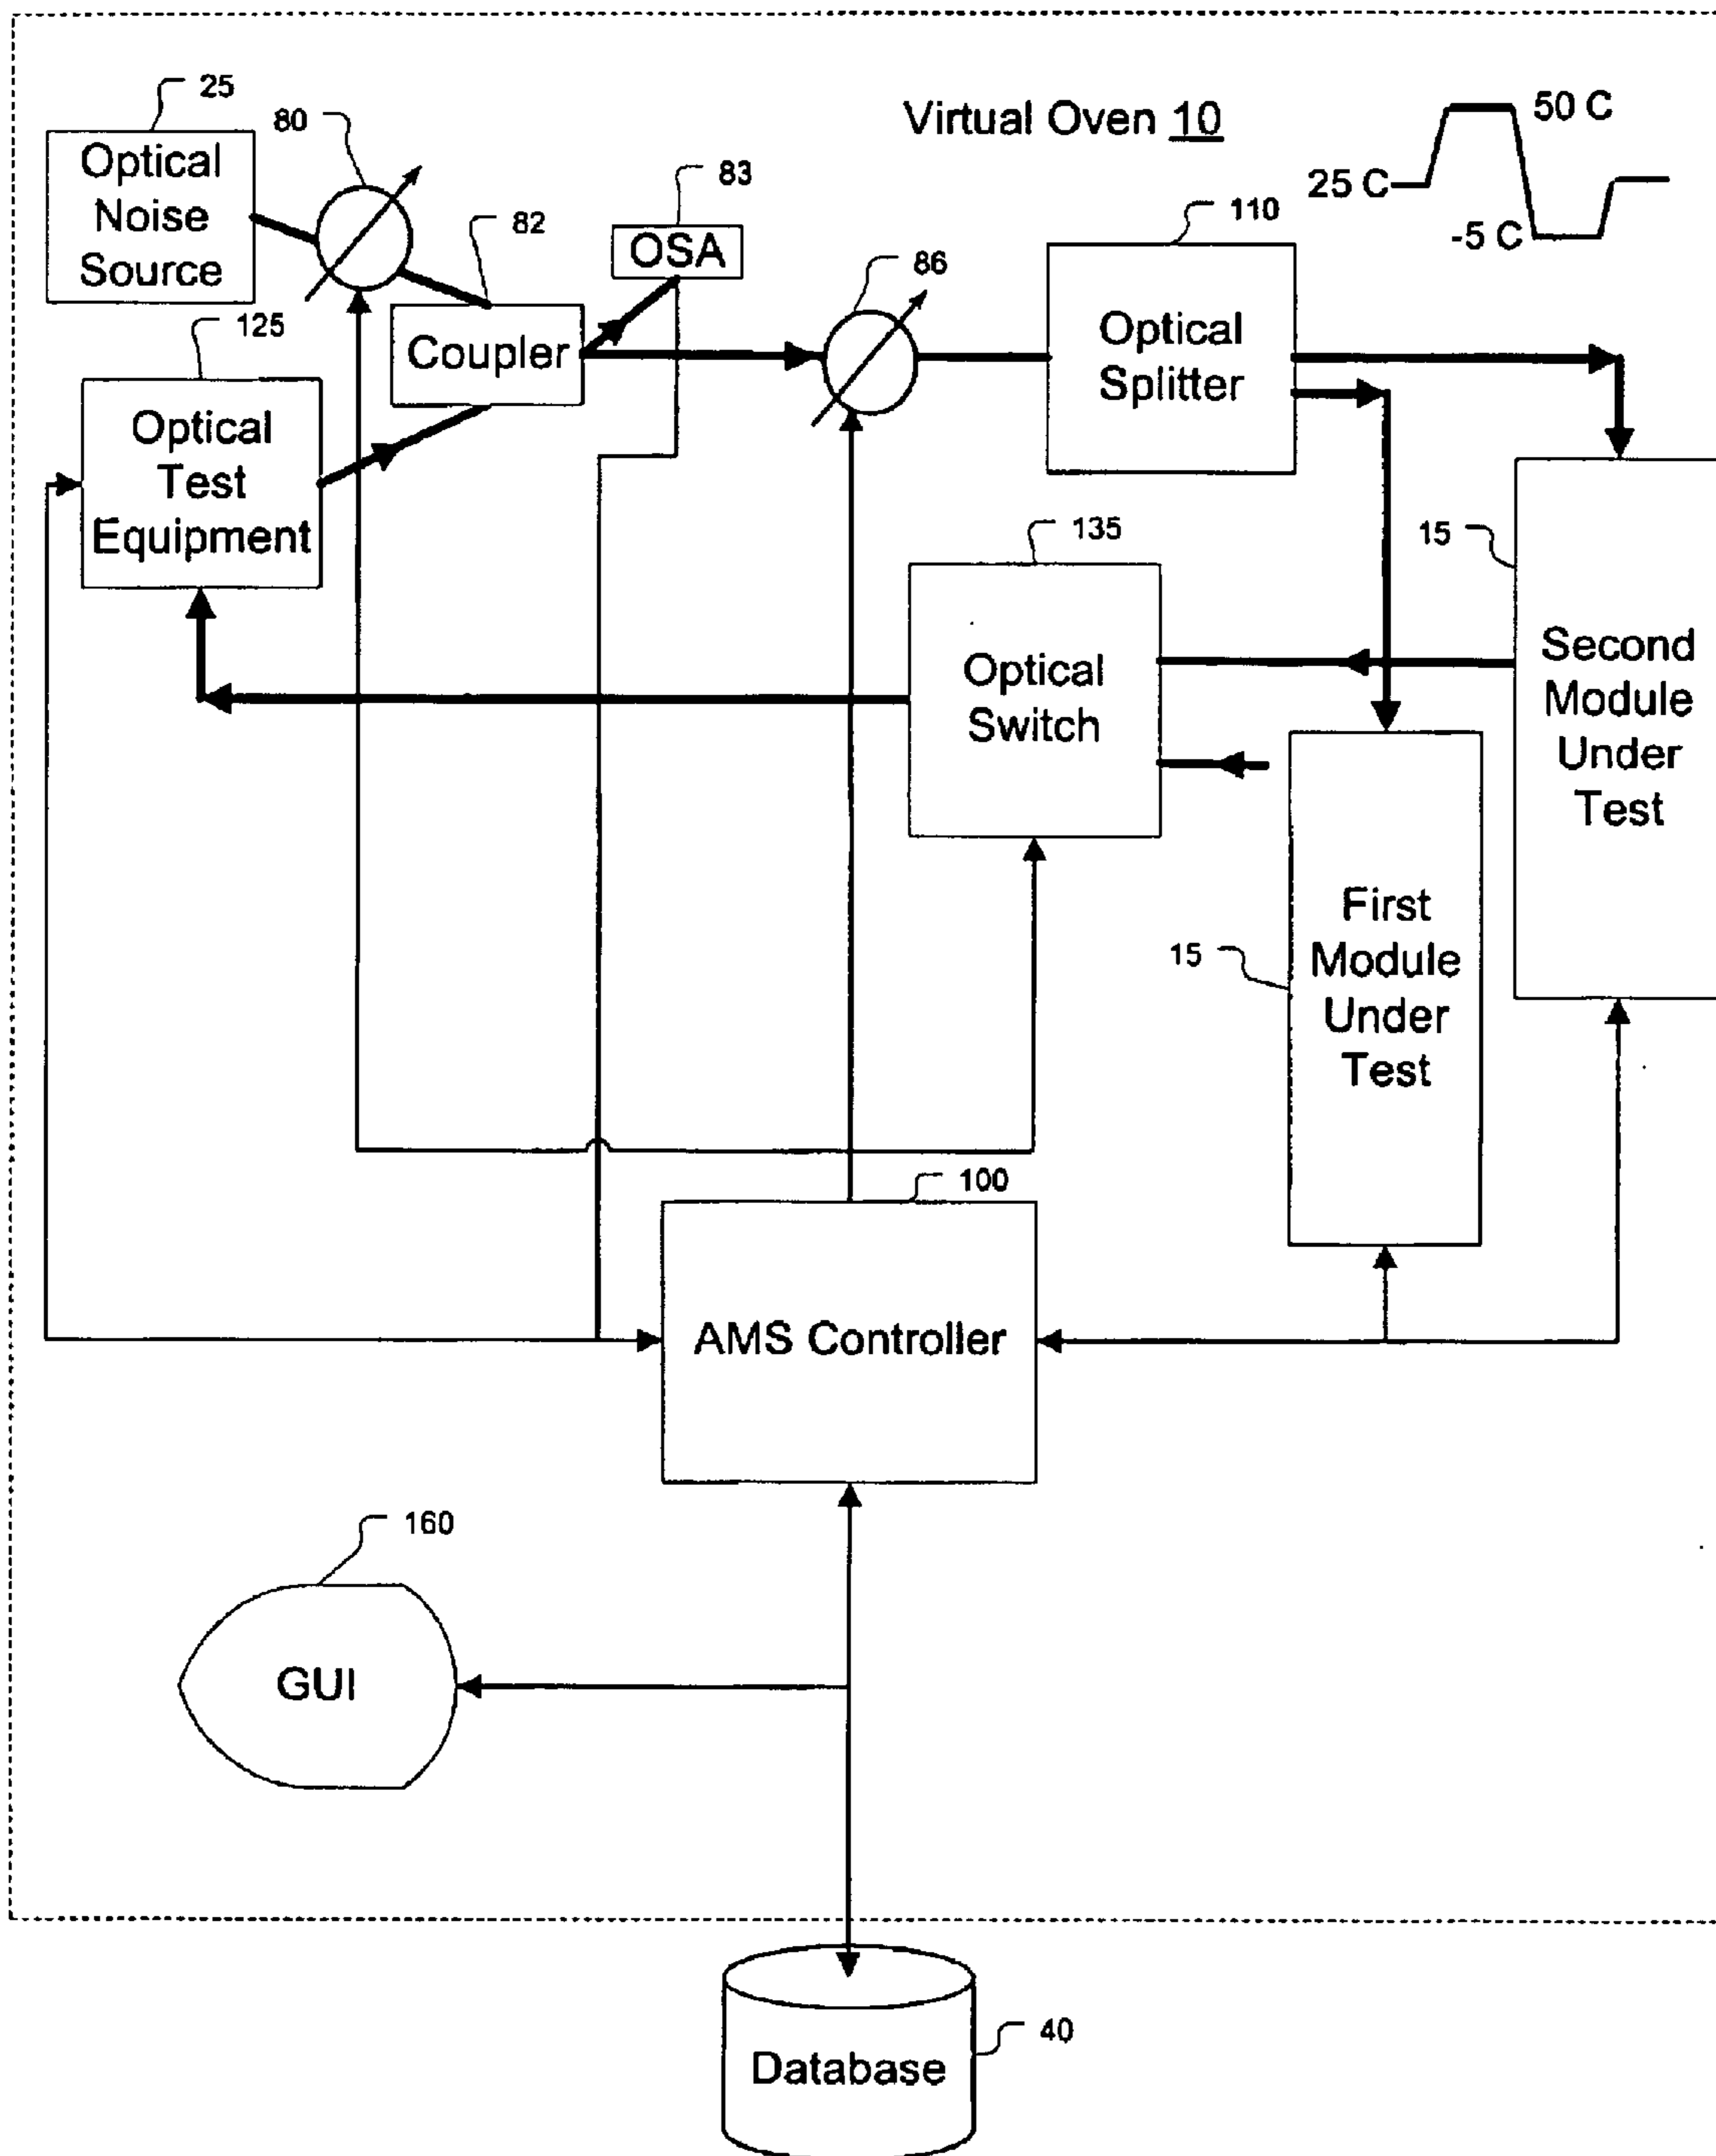 25
Optical
Noise
Source
80
82
83
OSA
Virtual Oven 10
50 C
25 C
-5 C
110
Optical
Splitter
86
125
Optical
Test
Equipment
Coupler
135
Optical
Switch
15
Second
Module
Under
Test
15
First
Module
Under
Test
100
AMS Controller
160
GUI
40
Database